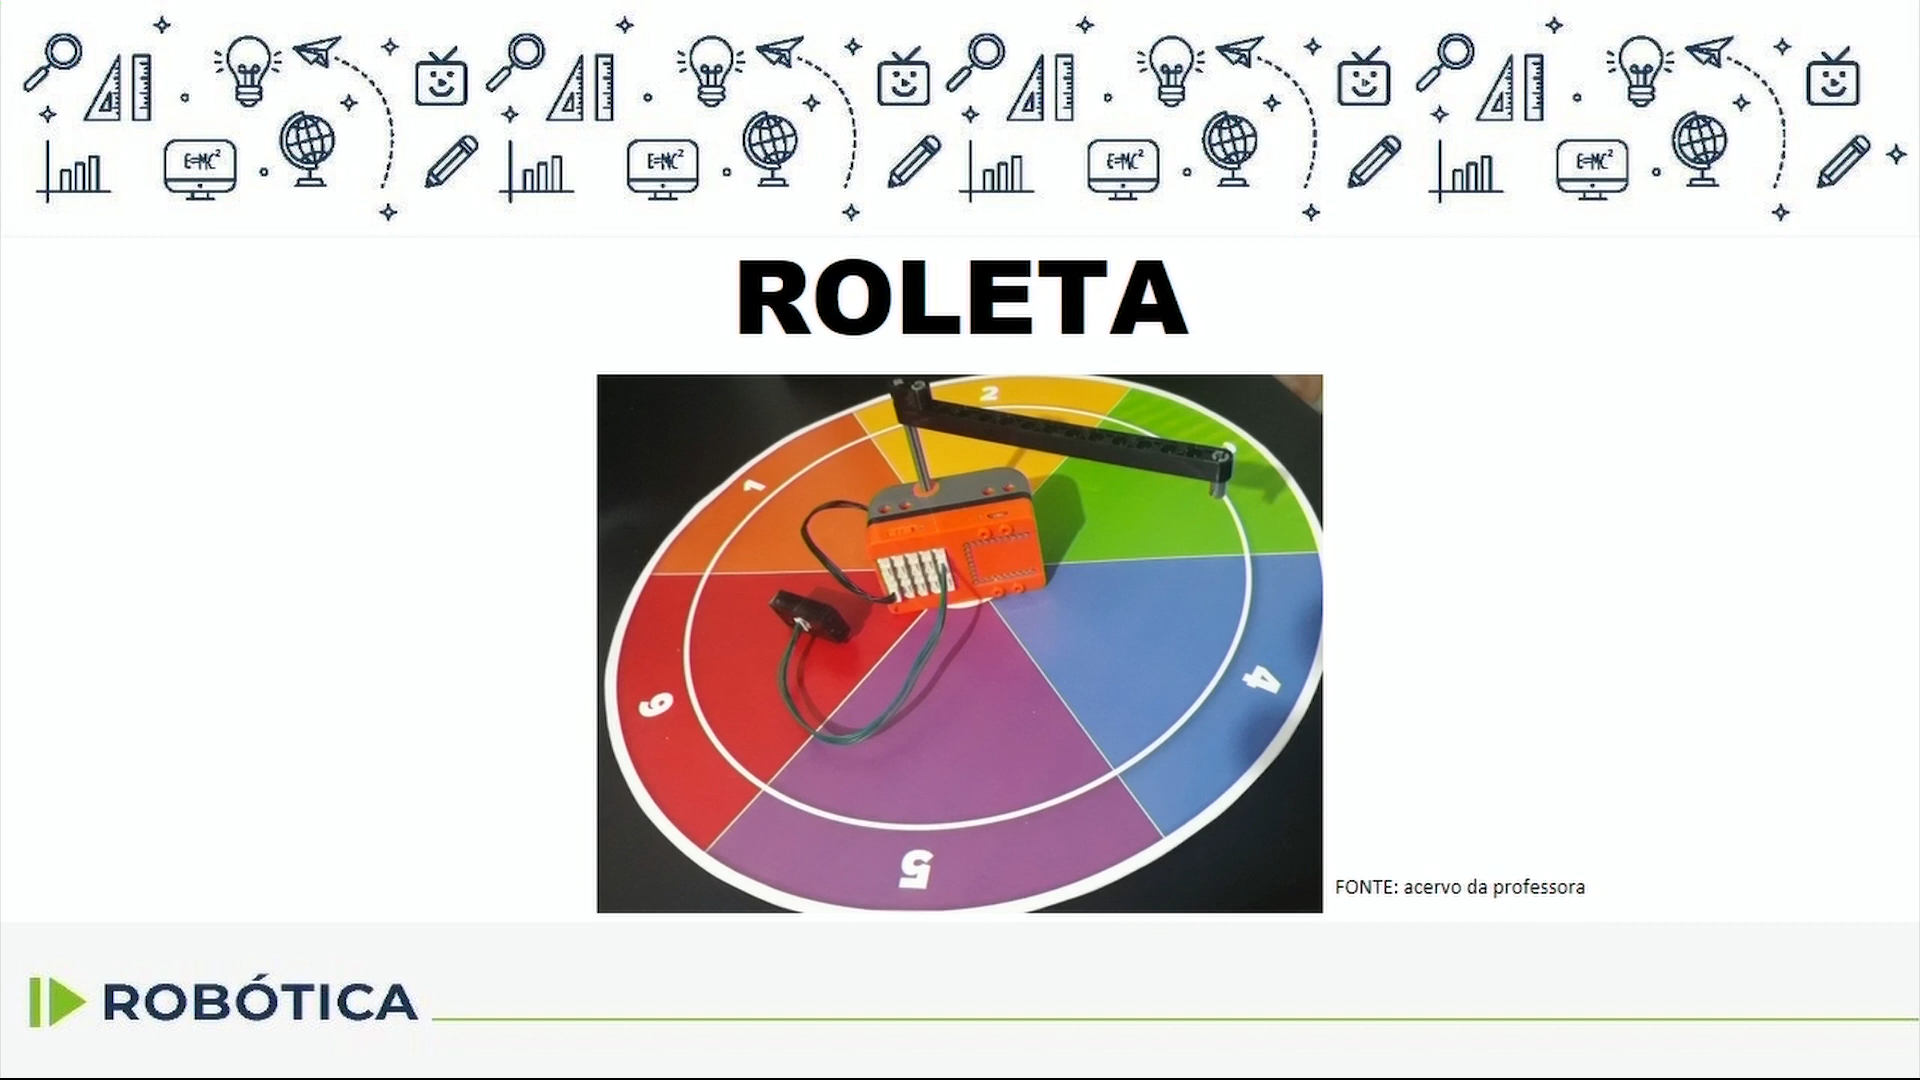 E=MC² E=MC² E=MC² E=MC²
ROLETA
2
1
4
6
5
FONTE: acervo da professora
ROBÓTICA